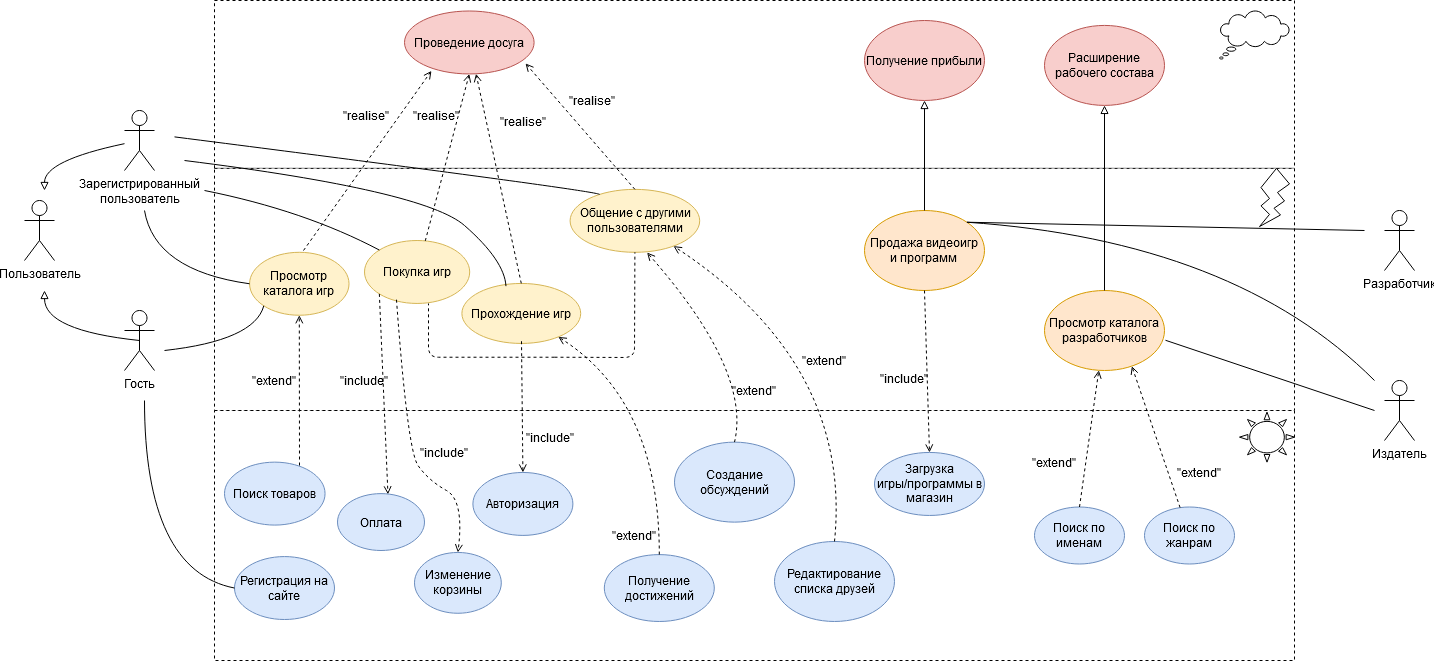 Проведение досуга
Получение прибыли
Расширение
рабочего состава
"realise"
"realise"
"realise"
"realise"
Зарегистрированный
пользователь
Пользователь
Гость
Общение с другими
пользователями
Просмотр
каталога игр
Покупка игр
Прохождение игр
Продажа видеоигр
и программ
Просмотр каталога
разработчиков
Разработчик
Издатель
"extend"
"include"
"include"
"include"
"extend"
"extend"
"extend"
"include"
"extend"
"extend"
Поиск товаров
Оплата
Авторизация
Создание
обсуждений
Загрузка
игры/программы в
магазин
Поиск по
именам
Поиск по
жанрам
Регистрация на
сайте
Изменение
корзины
Получение
достижений
Редактирование
списка друзей